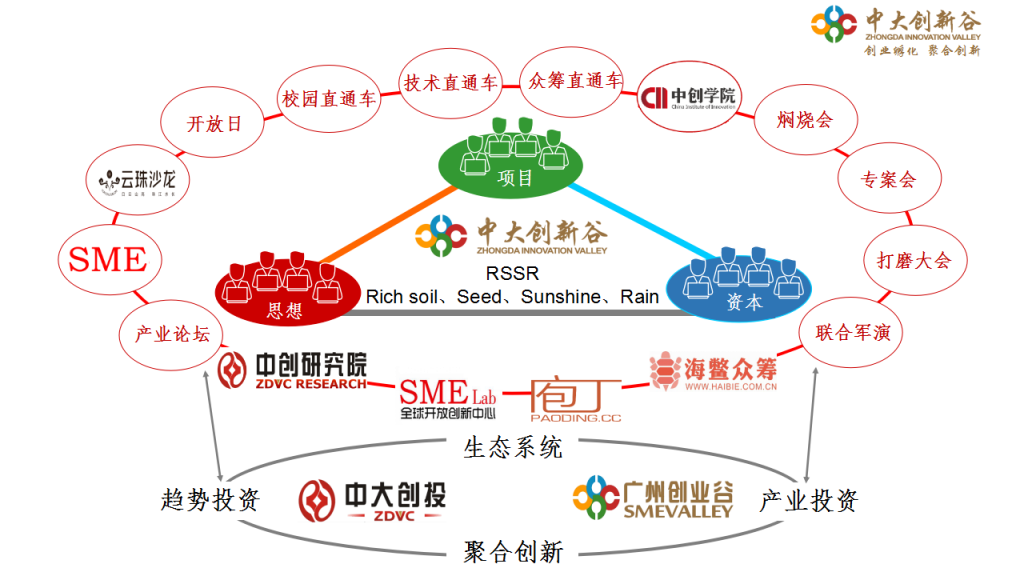 中大创新谷
ZHONGDA INNOVATION VALLEY
创业孵化 聚合创新
校园直通车
技术直通车
众筹直通车
中创学院
China Institute of Innovation
开放日
焖烧会
云珠沙龙
专案会
SME
打磨大会
产业论坛
联合军演
项目
中大创新谷
ZHONGDA INNOVATION VALLEY
RSSR
Rich soil、Seed、Sunshine、Rain
思想
资本
中创研究院
ZDVC RESEARCH
SME Lab
全球开放创新中心
庖丁
PAODING.CC
海鳖众筹
WWW.HAIBIE.COM.CN
生态系统
趋势投资
中大创投
ZDVC
广州创业谷
SMEVALLEY
产业投资
聚合创新